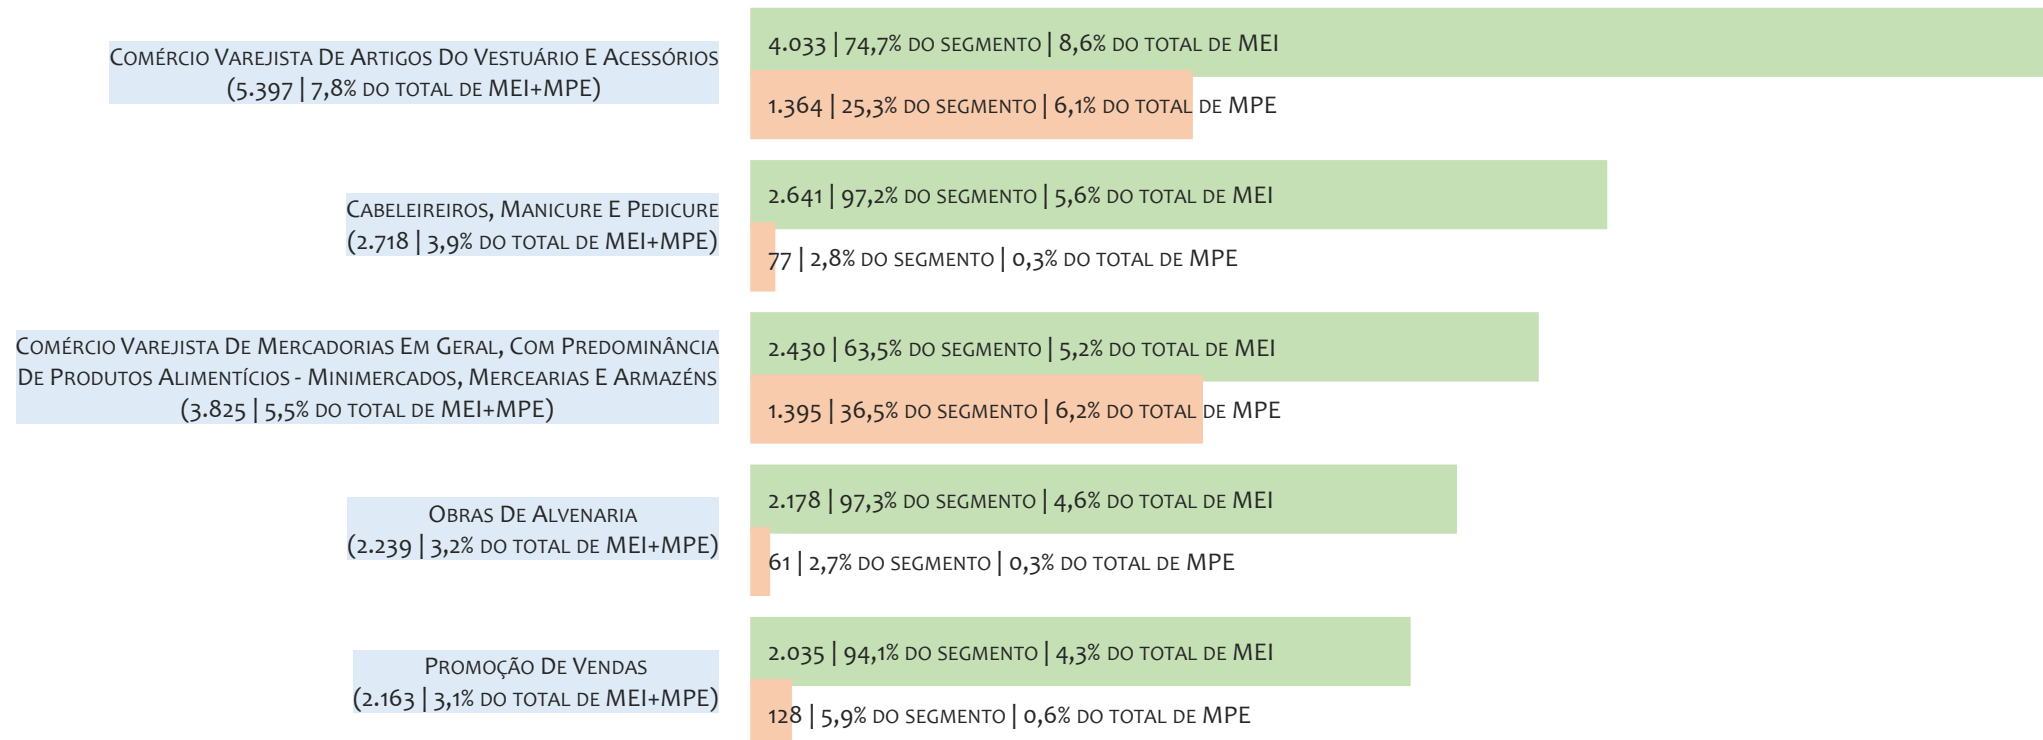 Comércio Varejista De Artigos Do Vestuário E Acessórios
(5.397 | 7,8% do total de MEI+MPE)
4.033 | 74,7% do segmento | 8,6% do total de MEI
1.364 | 25,3% do segmento | 6,1% do total de MPE
Cabeleireiros, Manicure E Pedicure
(2.718 | 3,9% do total de MEI+MPE)
2.641 | 97,2% do segmento | 5,6% do total de MEI
77 | 2,8% do segmento | 0,3% do total de MPE
Comércio Varejista De Mercadorias Em Geral, Com Predominância
De Produtos Alimentícios - Minimercados, Mercearias E Armazéns
(3.825 | 5,5% do total de MEI+MPE)
2.430 | 63,5% do segmento | 5,2% do total de MEI
1.395 | 36,5% do segmento | 6,2% do total de MPE
Obras De Alvenaria
(2.239 | 3,2% do total de MEI+MPE)
2.178 | 97,3% do segmento | 4,6% do total de MEI
61 | 2,7% do segmento | 0,3% do total de MPE
Promoção De Vendas
(2.163 | 3,1% do total de MEI+MPE)
2.035 | 94,1% do segmento | 4,3% do total de MEI
128 | 5,9% do segmento | 0,6% do total de MPE